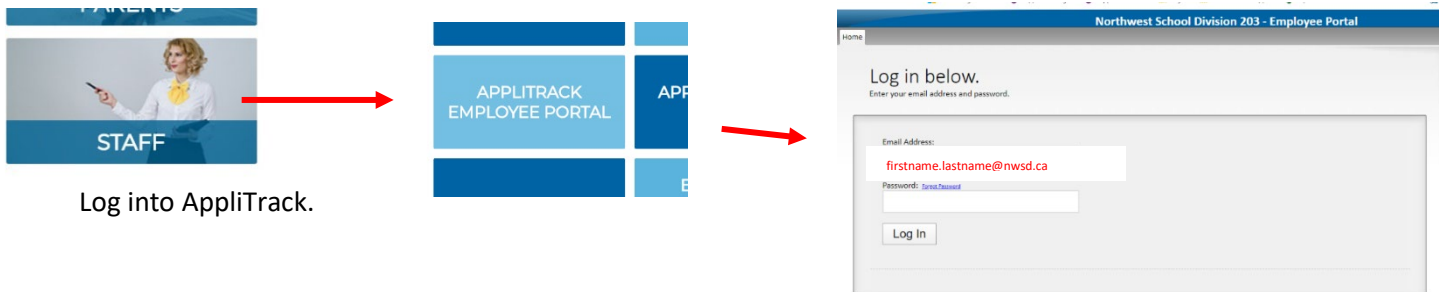 PARENTS
STAFF
Log into AppliTrack.
APPLITRACK
EMPLOYEE PORTAL
APP
E
Northwest School Division 203 - Employee Portal
Home
Log in below.
Enter your email address and password.
Email Address:
firstname.lastname@nwsd.ca
Password: Forgot Password
Log In